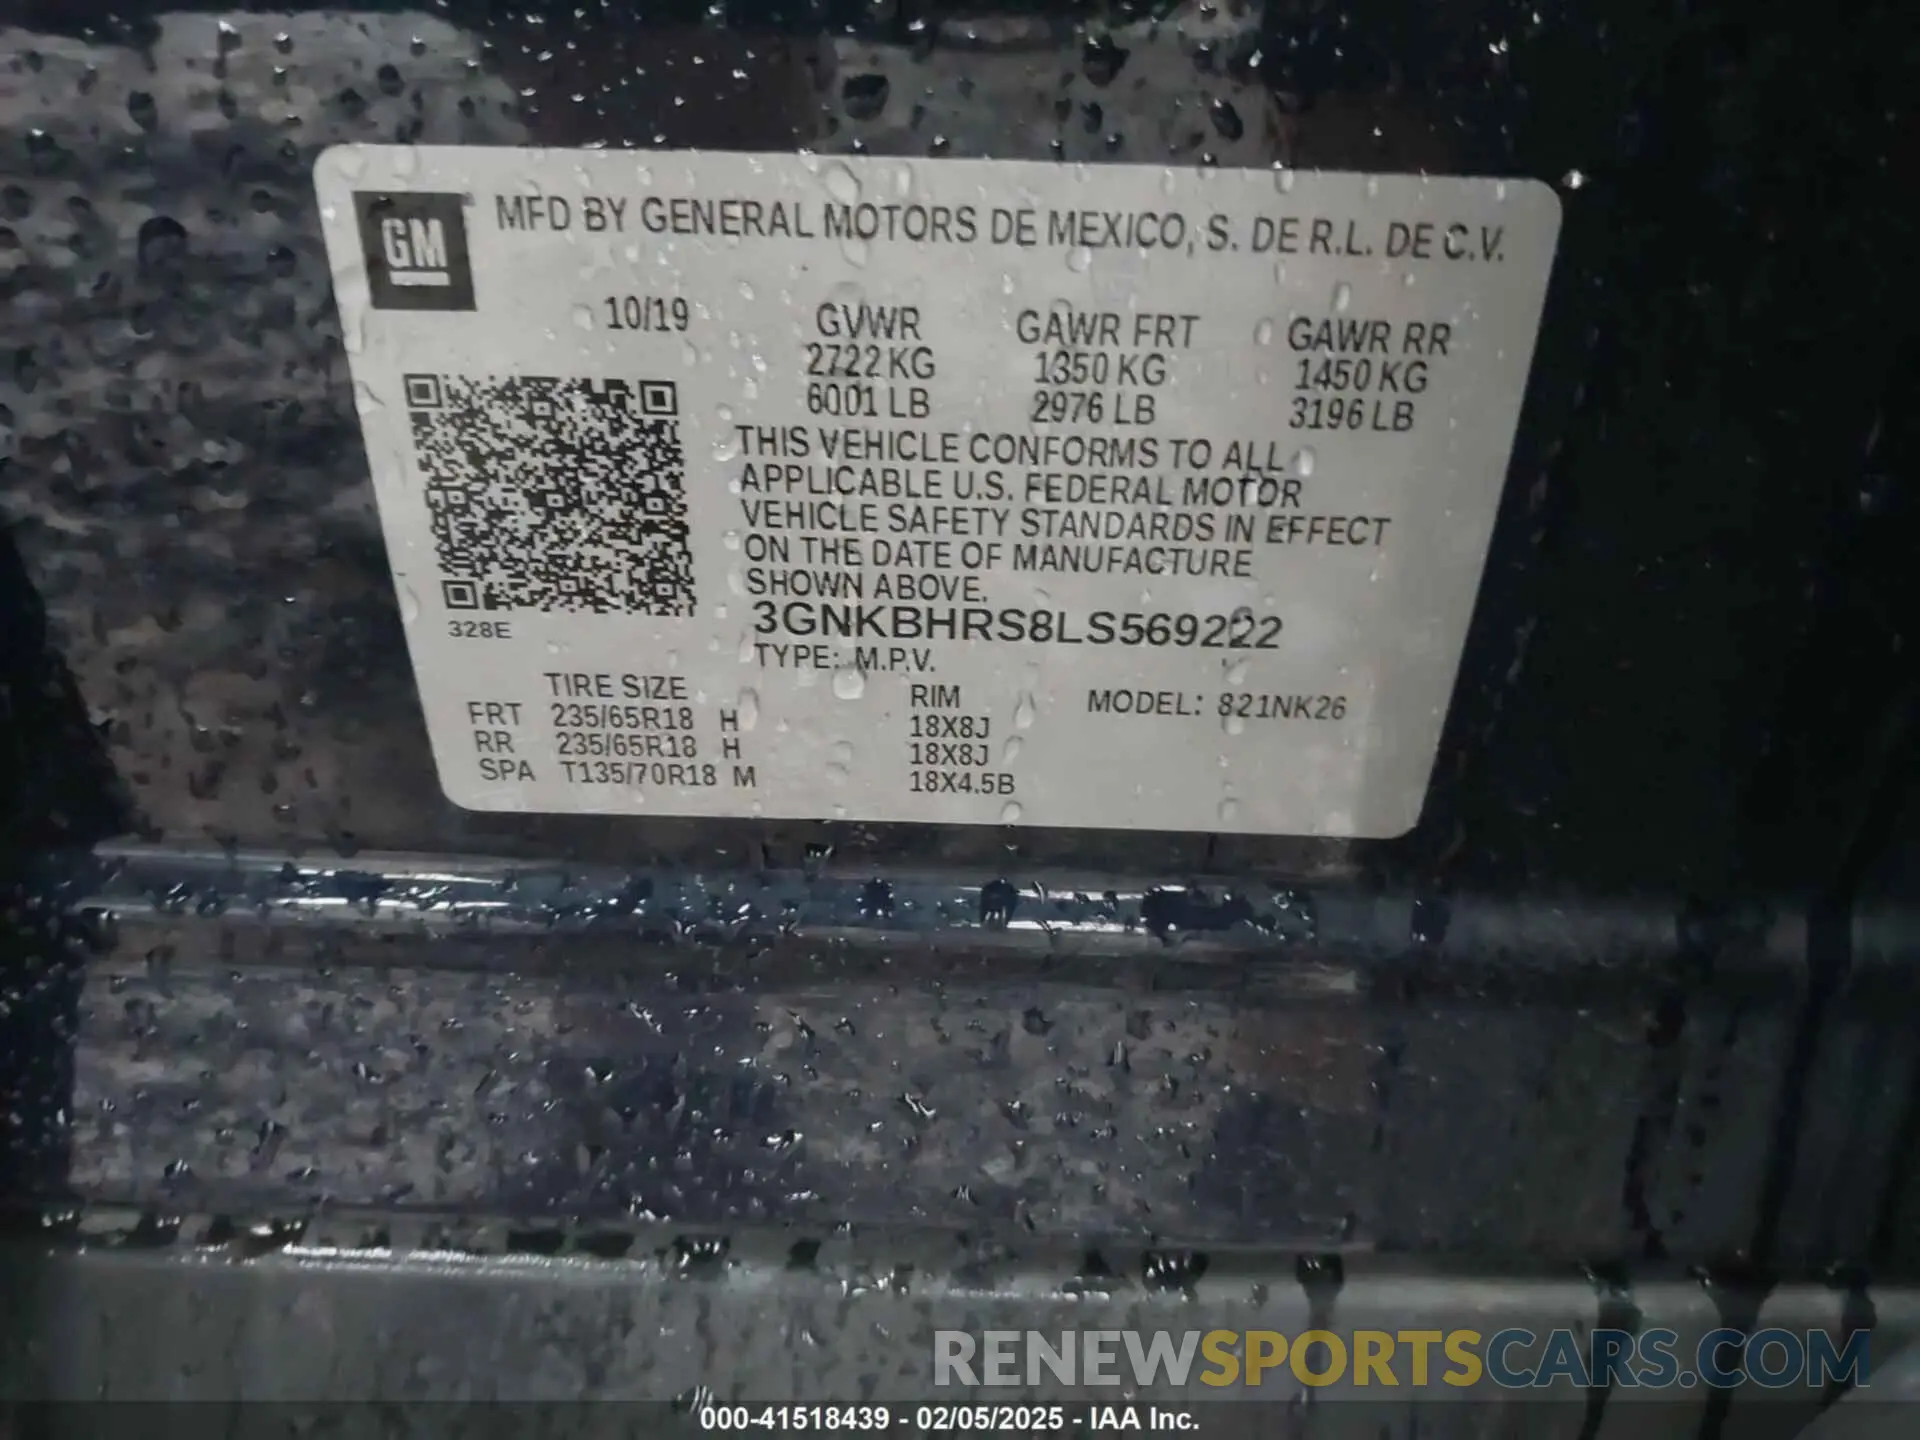 GM MFD BY GENERAL MOTORS DE MEXICO, S. DE R.L. DE C.V.
10/19 GVWR GAWR FRT GAWR RR
2722 KG 1350 KG 1450 KG
6001 LB 2976 LB 3196 LB
THIS VEHICLE CONFORMS TO ALL
APPLICABLE U.S. FEDERAL MOTOR
VEHICLE SAFETY STANDARDS IN EFFECT
ON THE DATE OF MANUFACTURE
SHOWN ABOVE.
328E 3GNKBHRS8LS569222
TYPE: M.P.V.
TIRE SIZE RIM MODEL: 821NK26
FRT 235/65R18 H 18X8J
RR 235/65R18 H 18X8J
SPA T135/70R18 M 18X4.5B
RENEWSPORTSCARS.COM
000-41518439 - 02/05/2025 - IAA Inc.